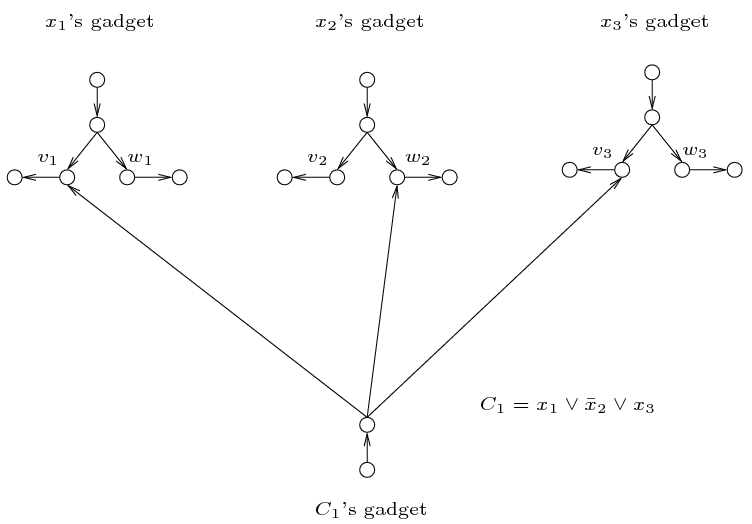 x₁'s gadget x₂'s gadget x₃'s gadget
v₁ w₁ v₂ w₂ v₃ w₃
C₁ = x₁ ∨ x̄₂ ∨ x₃
C₁'s gadget